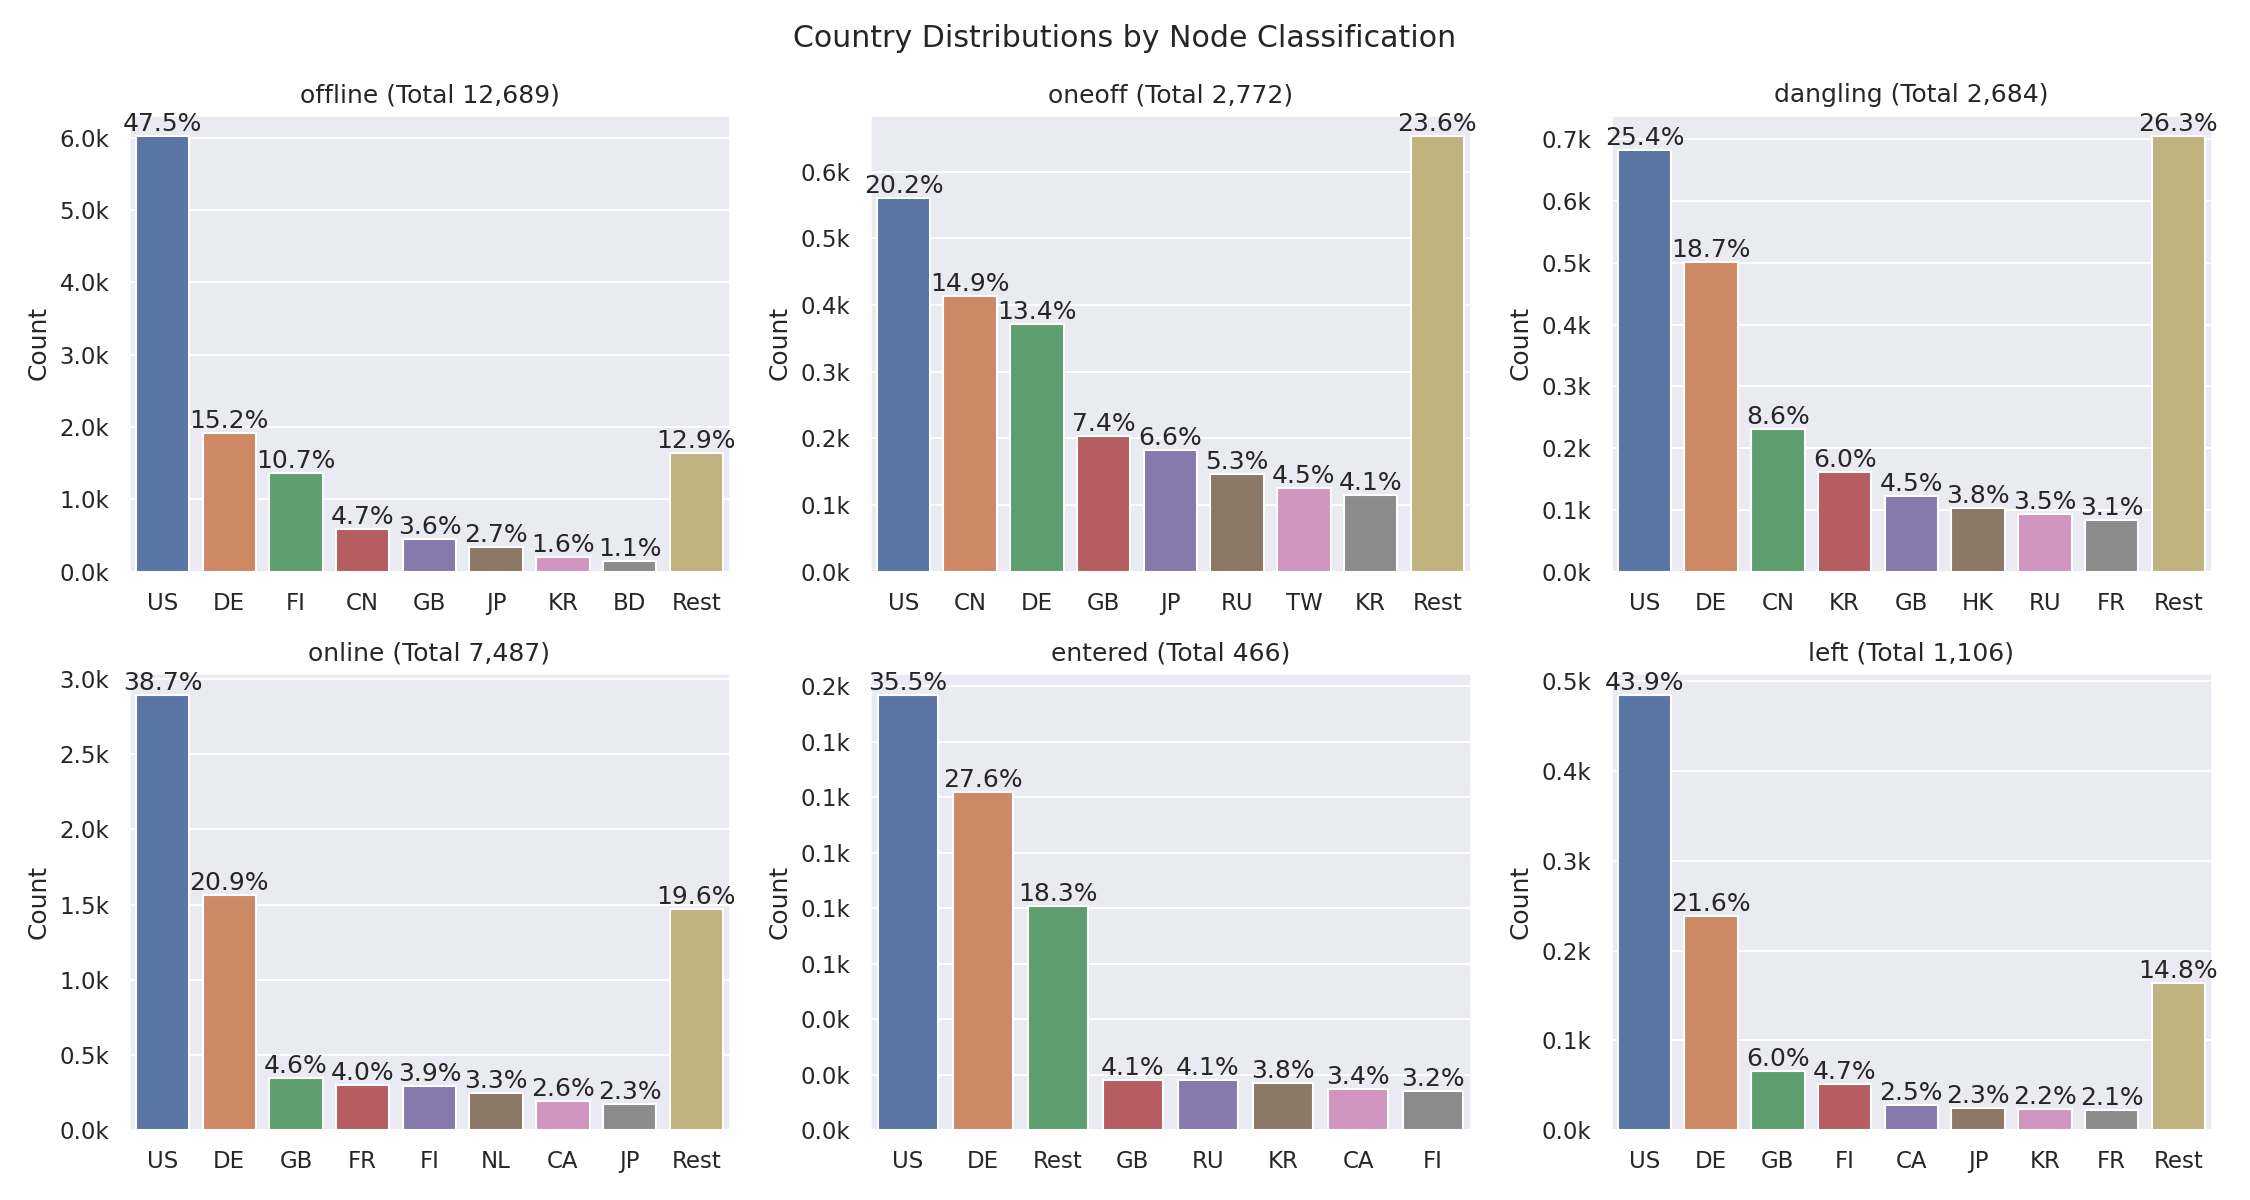 Country Distributions by Node Classification
offline (Total 12,689)
Count
6.0k
5.0k
4.0k
3.0k
2.0k
1.0k
0.0k
47.5%
15.2%
10.7%
4.7%
3.6%
2.7%
1.6%
1.1%
12.9%
US DE FI CN GB JP KR BD Rest
oneoff (Total 2,772)
Count
0.6k
0.5k
0.4k
0.3k
0.2k
0.1k
0.0k
20.2%
14.9%
13.4%
7.4%
6.6%
5.3%
4.5%
4.1%
23.6%
US CN DE GB JP RU TW KR Rest
dangling (Total 2,684)
Count
0.7k
0.6k
0.5k
0.4k
0.3k
0.2k
0.1k
0.0k
25.4%
18.7%
8.6%
6.0%
4.5%
3.8%
3.5%
3.1%
26.3%
US DE CN KR GB HK RU FR Rest
online (Total 7,487)
Count
3.0k
2.5k
2.0k
1.5k
1.0k
0.5k
0.0k
38.7%
20.9%
4.6%
4.0%
3.9%
3.3%
2.6%
2.3%
19.6%
US DE GB FR FI NL CA JP Rest
entered (Total 466)
Count
0.2k
0.1k
0.1k
0.1k
0.1k
0.1k
0.0k
0.0k
0.0k
35.5%
27.6%
18.3%
4.1%
4.1%
3.8%
3.4%
3.2%
US DE Rest GB RU KR CA FI
left (Total 1,106)
Count
0.5k
0.4k
0.3k
0.2k
0.1k
0.0k
43.9%
21.6%
6.0%
4.7%
2.5%
2.3%
2.2%
2.1%
14.8%
US DE GB FI CA JP KR FR Rest